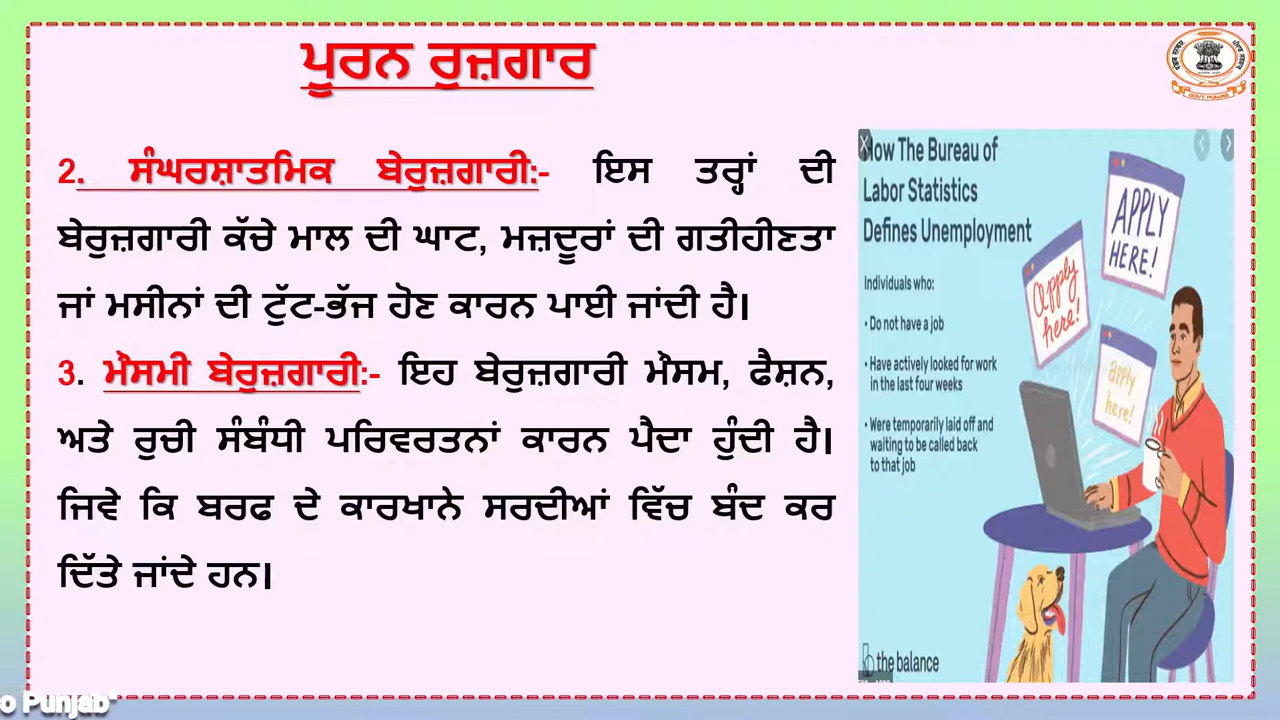 ਪੂਰਨ ਰੁਜ਼ਗਾਰ
2. ਸੰਘਰਸ਼ਾਤਮਿਕ ਬੇਰੁਜ਼ਗਾਰੀ:- ਇਸ ਤਰ੍ਹਾਂ ਦੀ
ਬੇਰੁਜ਼ਗਾਰੀ ਕੱਚੇ ਮਾਲ ਦੀ ਘਾਟ, ਮਜ਼ਦੂਰਾਂ ਦੀ ਗਤੀਹੀਣਤਾ
ਜਾਂ ਮਸੀਨਾਂ ਦੀ ਟੁੱਟ-ਭੱਜ ਹੋਣ ਕਾਰਨ ਪਾਈ ਜਾਂਦੀ ਹੈ।
3. ਮੌਸਮੀ ਬੇਰੁਜ਼ਗਾਰੀ:- ਇਹ ਬੇਰੁਜ਼ਗਾਰੀ ਮੌਸਮ, ਫੈਸ਼ਨ,
ਅਤੇ ਰੁਚੀ ਸੰਬੰਧੀ ਪਰਿਵਰਤਨਾਂ ਕਾਰਨ ਪੈਦਾ ਹੁੰਦੀ ਹੈ।
ਜਿਵੇ ਕਿ ਬਰਫ ਦੇ ਕਾਰਖਾਨੇ ਸਰਦੀਆਂ ਵਿੱਚ ਬੰਦ ਕਰ
ਦਿੱਤੇ ਜਾਂਦੇ ਹਨ।
GOVT PUNJAB
How The Bureau of
Labor Statistics
Defines Unemployment
Individuals who:
• Do not have a job
• Have actively looked for work
in the last four weeks
• Were temporarily laid off and
waiting to be called back
to that job
APPLY
HERE!
apply
here!
apply
here!
the balance
o Punjab"